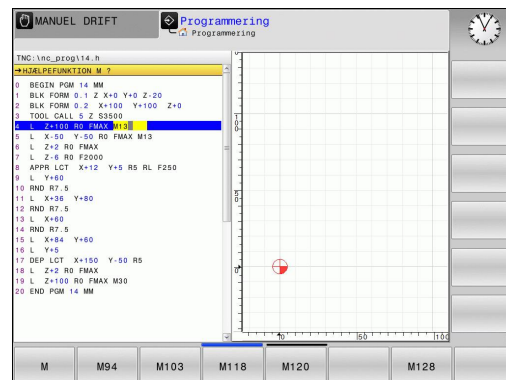 MANUEL DRIFT
Programmering
Programmering
TNC:\nc_prog\14.h
→HJÆLPEFUNKTION M ?
0 BEGIN PGM 14 MM
1 BLK FORM 0.1 Z X+0 Y+0 Z-20
2 BLK FORM 0.2 X+100 Y+100 Z+0
3 TOOL CALL 5 Z S3500
4 L Z+100 R0 FMAX M13
5 L X-50 Y-50 R0 FMAX M13
6 L Z+2 R0 FMAX
7 L Z-6 R0 F2000
8 APPR LCT X+12 Y+5 R5 RL F250
9 L Y+60
10 RND R7.5
11 L X+36 Y+80
12 RND R7.5
13 L X+60
14 RND R7.5
15 L X+84 Y+60
16 L Y+5
17 DEP LCT X+150 Y-50 R5
18 L Z+2 R0 FMAX
19 L Z+100 R0 FMAX M30
20 END PGM 14 MM
100
50
0
0 50 100
M M94 M103 M118 M120 M128